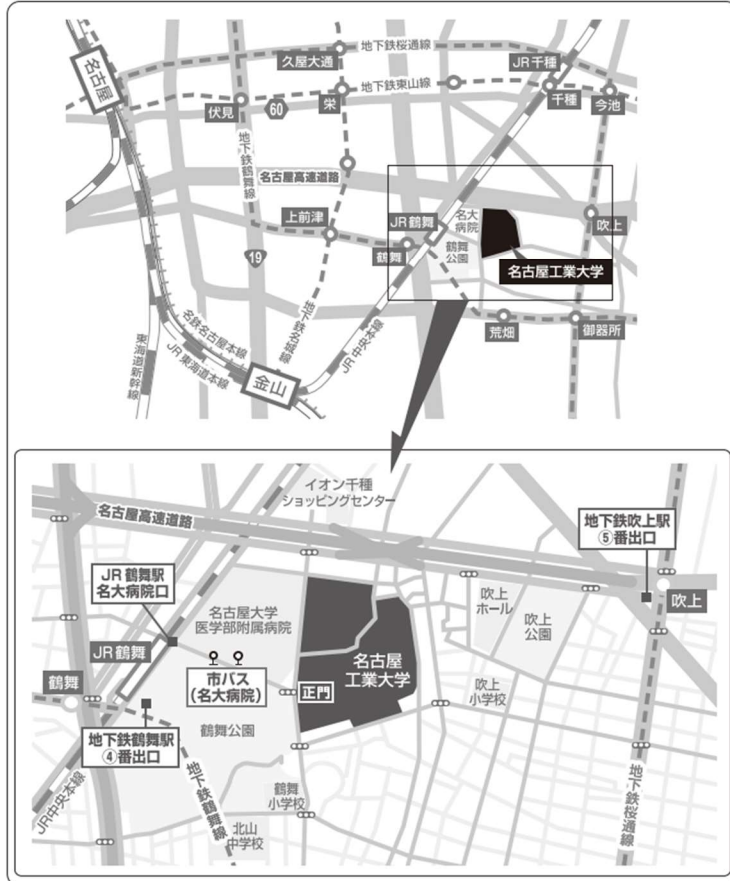 名古屋
久屋大通
地下鉄桜通線
JR千種
伏見
60
栄
地下鉄東山線
千種
今池
地下鉄鶴舞線
名古屋高速道路
上前津
JR鶴舞
名大
病院
吹上
鶴舞
鶴舞
公園
名古屋工業大学
19
名鉄名古屋本線
JR東海道本線
東海道新幹線
地下鉄名城線
JR中央本線
金山
荒畑
御器所
イオン千種
ショッピングセンター
名古屋高速道路
地下鉄吹上駅
⑤番出口
JR鶴舞駅
名大病院口
名古屋大学
医学部附属病院
吹上
ホール
吹上
公園
吹上
JR鶴舞
名古屋
工業大学
鶴舞
市バス
(名大病院)
正門
吹上
小学校
地下鉄鶴舞駅
④番出口
鶴舞公園
JR中央本線
地下鉄鶴舞線
鶴舞
小学校
北山
中学校
地下鉄桜通線